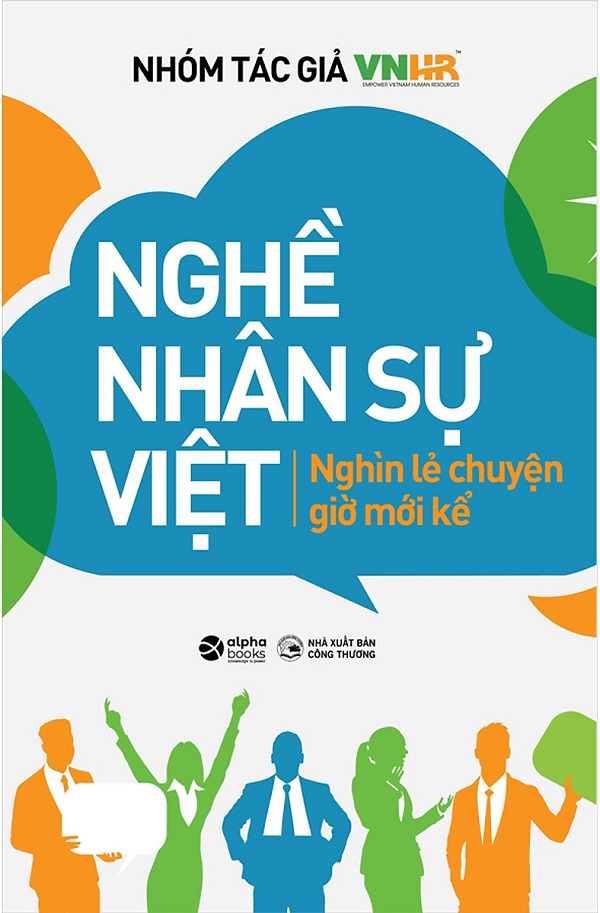 NHÓM TÁC GIẢ VNHR™
EMPOWER VIETNAM HUMAN RESOURCES
NGHỀ
NHÂN SỰ
VIỆT
Nghìn lẻ chuyện
giờ mới kể
alpha
books
knowledge is power
NHÀ XUẤT BẢN
CÔNG THƯƠNG